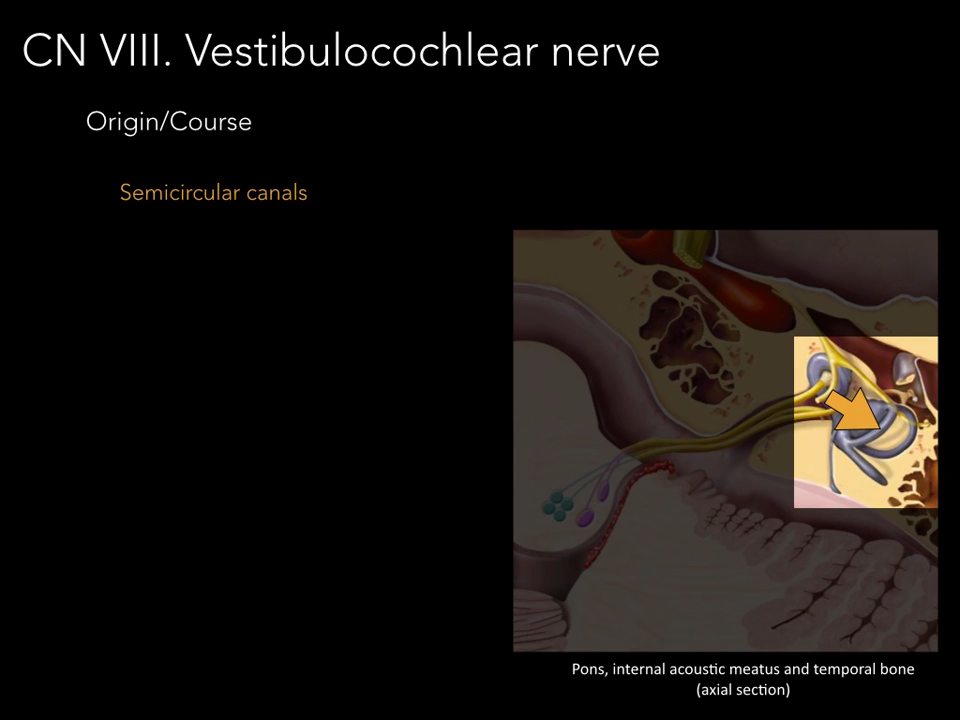 CN VIII. Vestibulocochlear nerve
Origin/Course
Semicircular canals
Pons, internal acoustic meatus and temporal bone
(axial section)